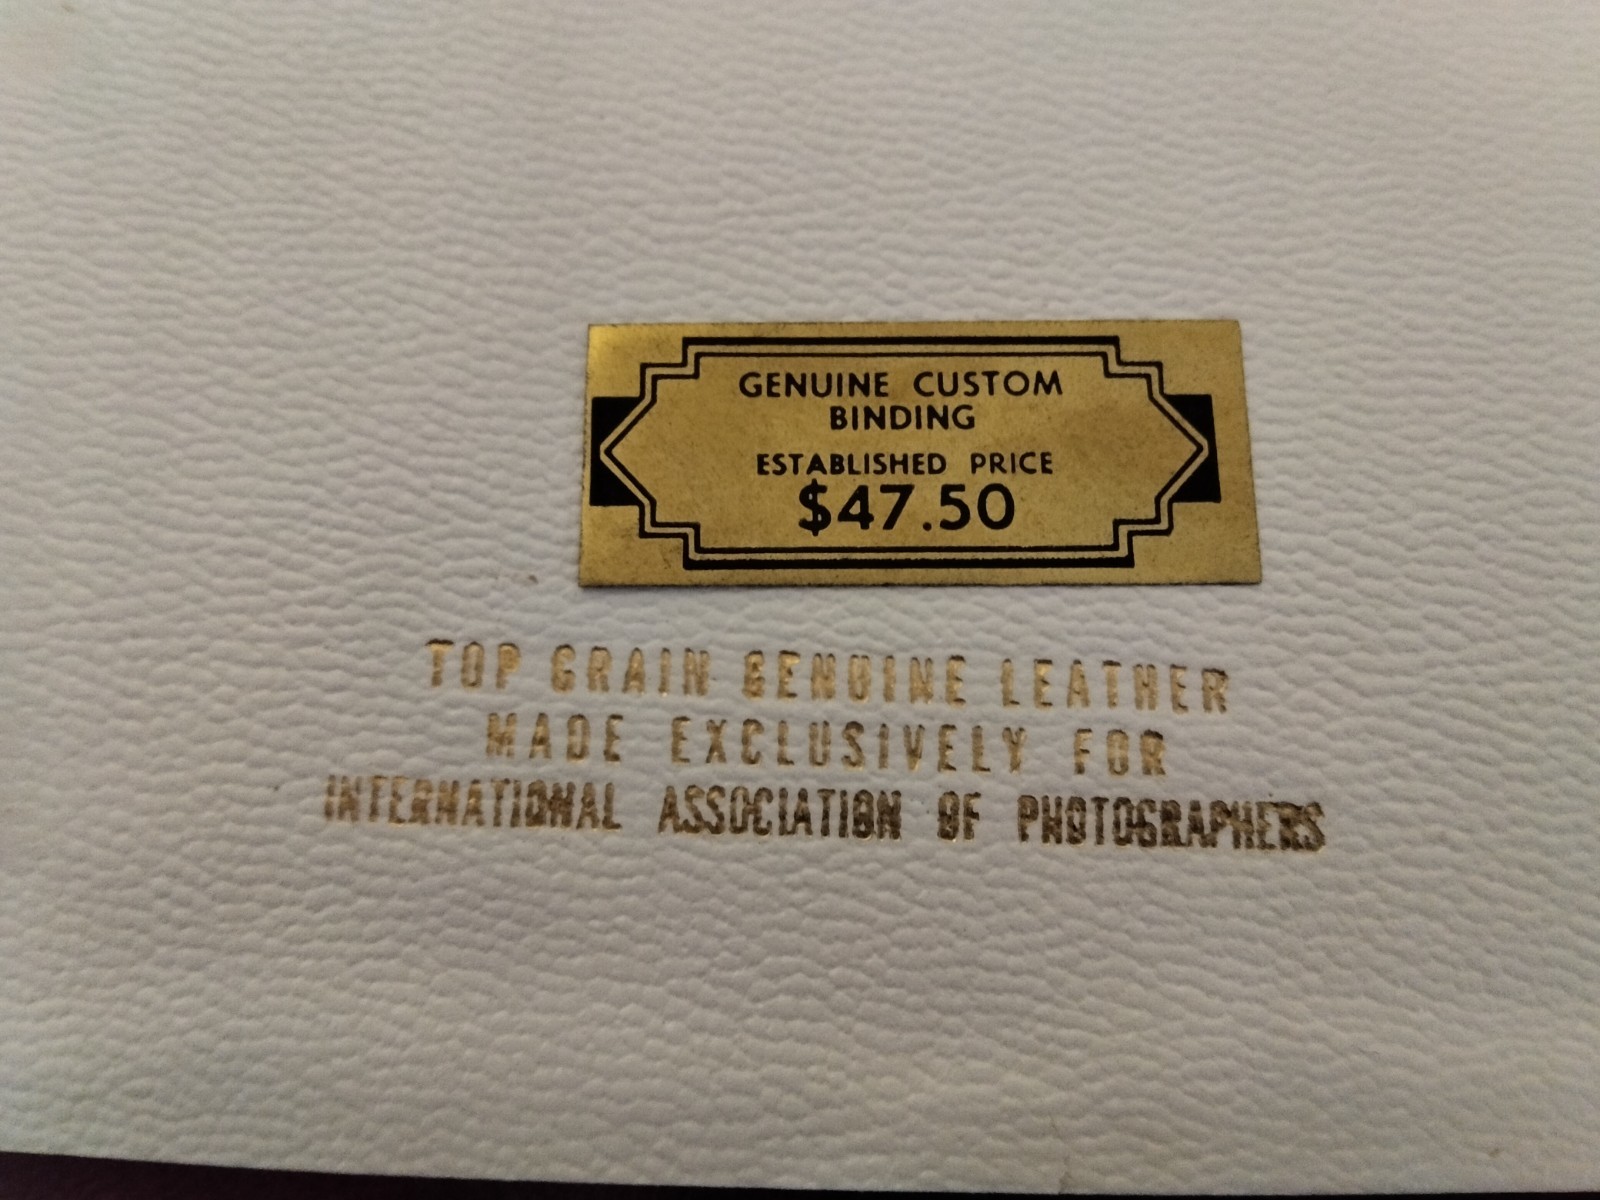 GENUINE CUSTOM
BINDING
ESTABLISHED PRICE
$47.50
TOP GRAIN GENUINE LEATHER
MADE EXCLUSIVELY FOR
INTERNATIONAL ASSOCIATION OF PHOTOGRAPHERS